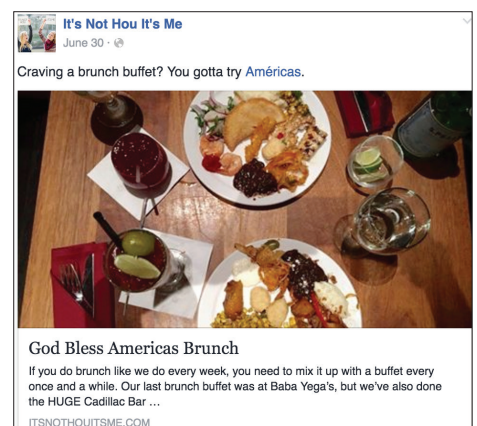 It's Not Hou It's Me
June 30 ·
Craving a brunch buffet? You gotta try Américas.
God Bless Americas Brunch
If you do brunch like we do every week, you need to mix it up with a buffet every
once and a while. Our last brunch buffet was at Baba Yega's, but we've also done
the HUGE Cadillac Bar ...
ITSNOTHOUITSME.COM